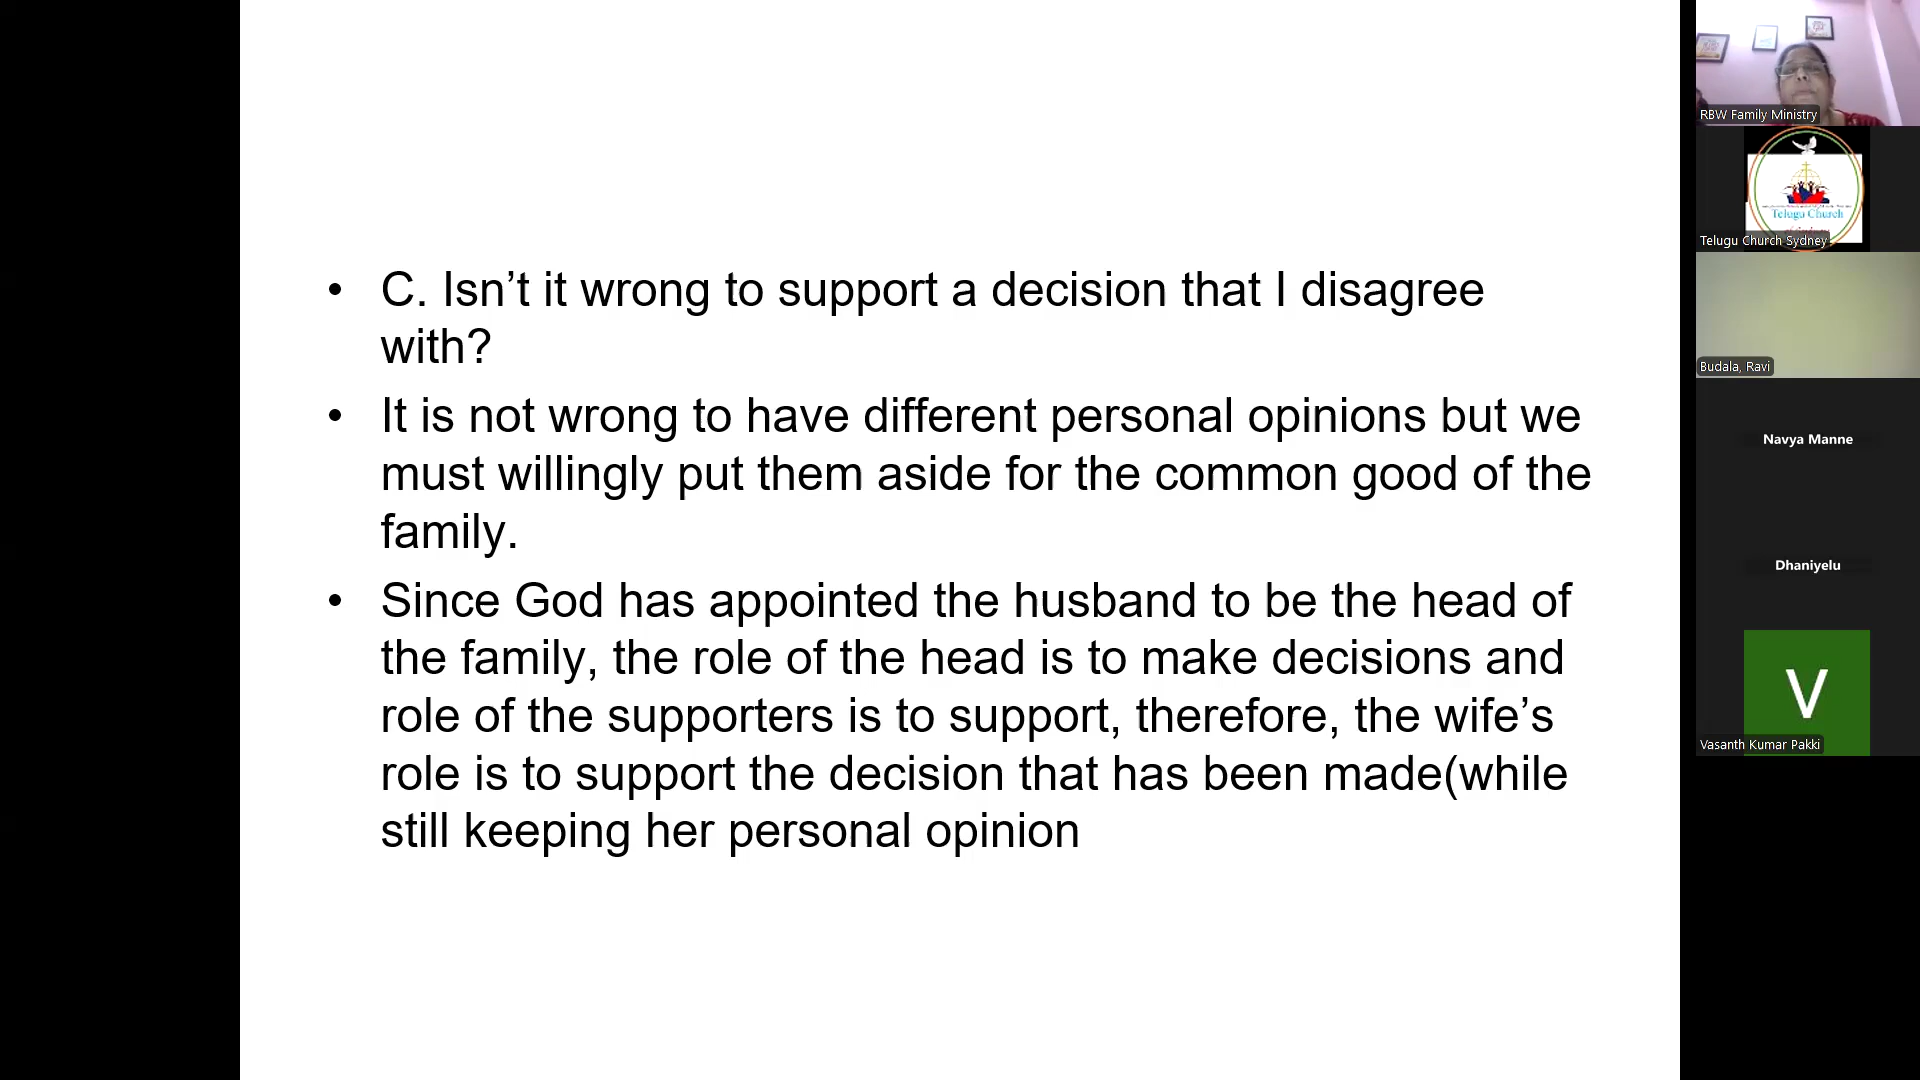 • C. Isn’t it wrong to support a decision that I disagree
with?
• It is not wrong to have different personal opinions but we
must willingly put them aside for the common good of the
family.
• Since God has appointed the husband to be the head of
the family, the role of the head is to make decisions and
role of the supporters is to support, therefore, the wife’s
role is to support the decision that has been made(while
still keeping her personal opinion
RBW Family Ministry
Telugu Church
Telugu Church Sydney
Budala, Ravi
Navya Manne
Dhaniyelu
V
Vasanth Kumar Pakki